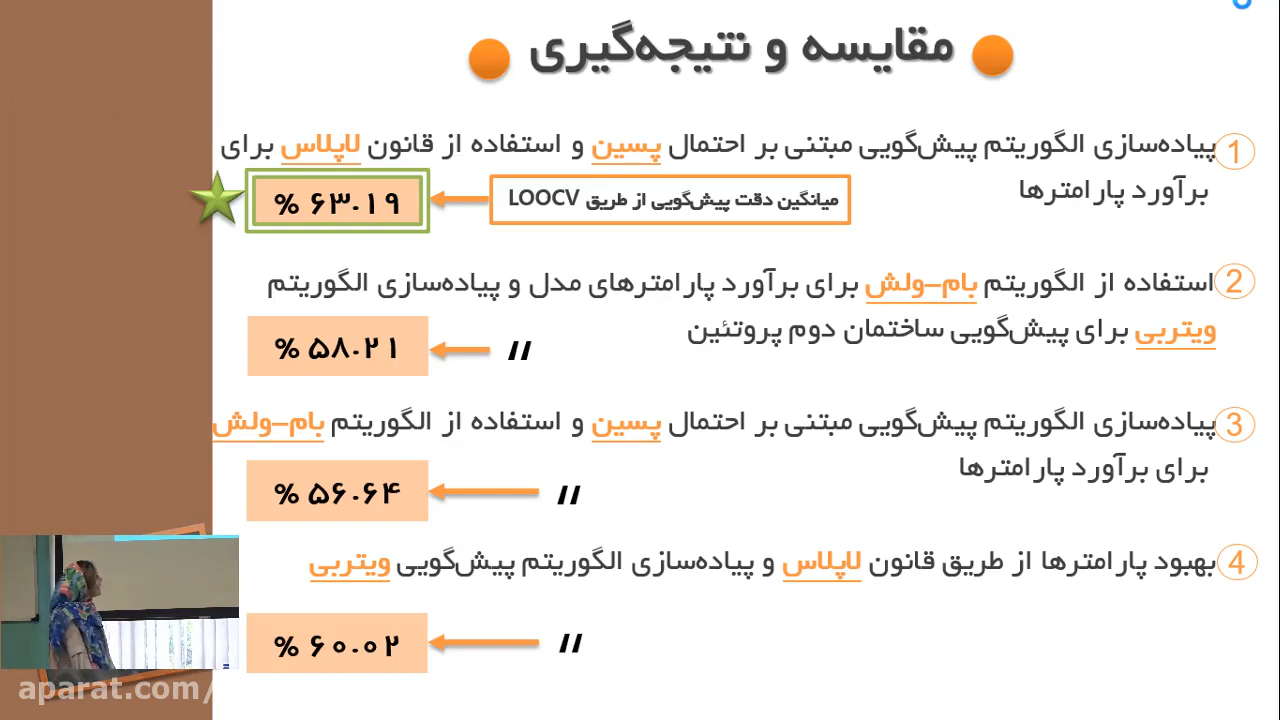 مقایسه و نتیجه‌گیری
1 پیاده‌سازی الگوریتم پیش‌گویی مبتنی بر احتمال پسین و استفاده از قانون لاپلاس برای
برآورد پارامترها
میانگین دقت پیش‌گویی از طریق LOOCV
% ۶۳.۱۹
2 استفاده از الگوریتم بام-ولش برای برآورد پارامترهای مدل و پیاده‌سازی الگوریتم
ویتربی برای پیش‌گویی ساختمان دوم پروتئین
//
% ۵۸.۲۱
3 پیاده‌سازی الگوریتم پیش‌گویی مبتنی بر احتمال پسین و استفاده از الگوریتم بام-ولش
برای برآورد پارامترها
//
% ۵۶.۶۴
4 بهبود پارامترها از طریق قانون لاپلاس و پیاده‌سازی الگوریتم پیش‌گویی ویتربی
//
% ۶۰.۰۲
aparat.com/